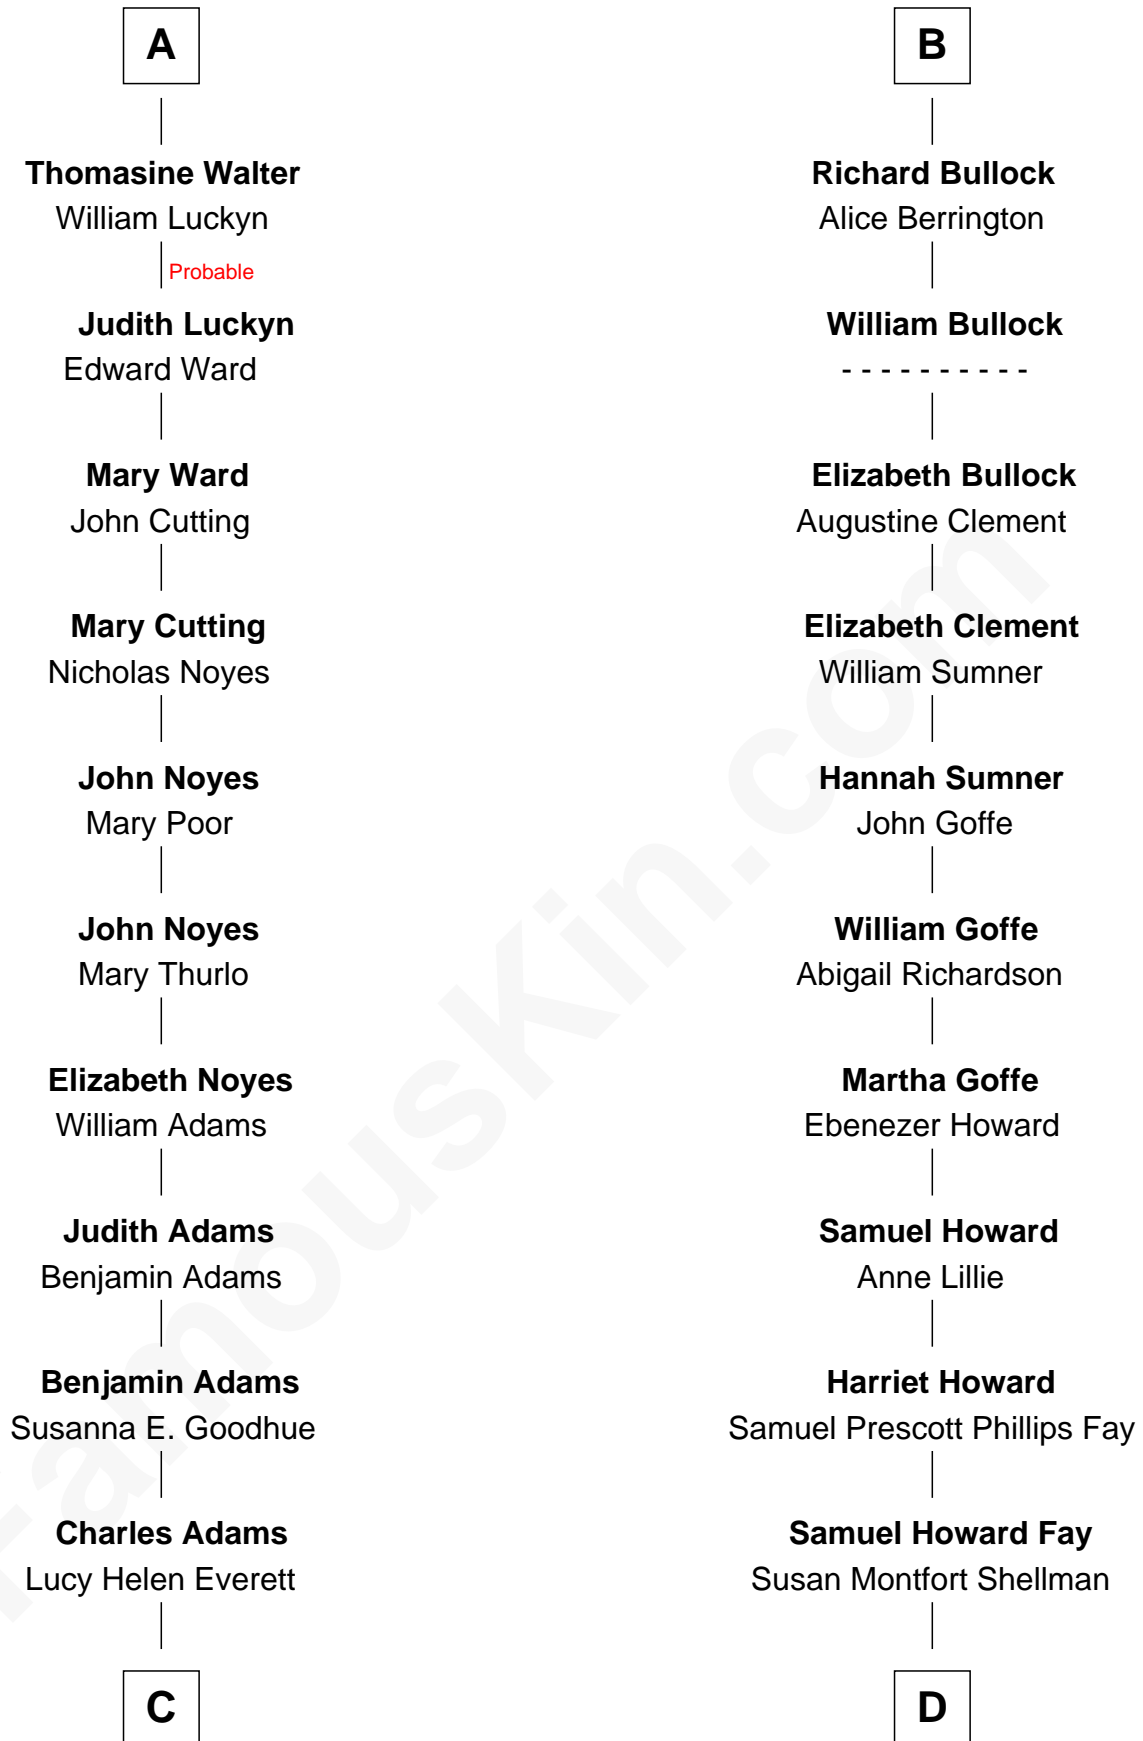 A
Thomasine Walter
William Luckyn
Probable
Judith Luckyn
Edward Ward
Mary Ward
John Cutting
Mary Cutting
Nicholas Noyes
John Noyes
Mary Poor
John Noyes
Mary Thurlo
Elizabeth Noyes
William Adams
Judith Adams
Benjamin Adams
Benjamin Adams
Susanna E. Goodhue
Charles Adams
Lucy Helen Everett
C
B
Richard Bullock
Alice Berrington
William Bullock
- - - - - - - - - -
Elizabeth Bullock
Augustine Clement
Elizabeth Clement
William Sumner
Hannah Sumner
John Goffe
William Goffe
Abigail Richardson
Martha Goffe
Ebenezer Howard
Samuel Howard
Anne Lillie
Harriet Howard
Samuel Prescott Phillips Fay
Samuel Howard Fay
Susan Montfort Shellman
D
FamousKin.com